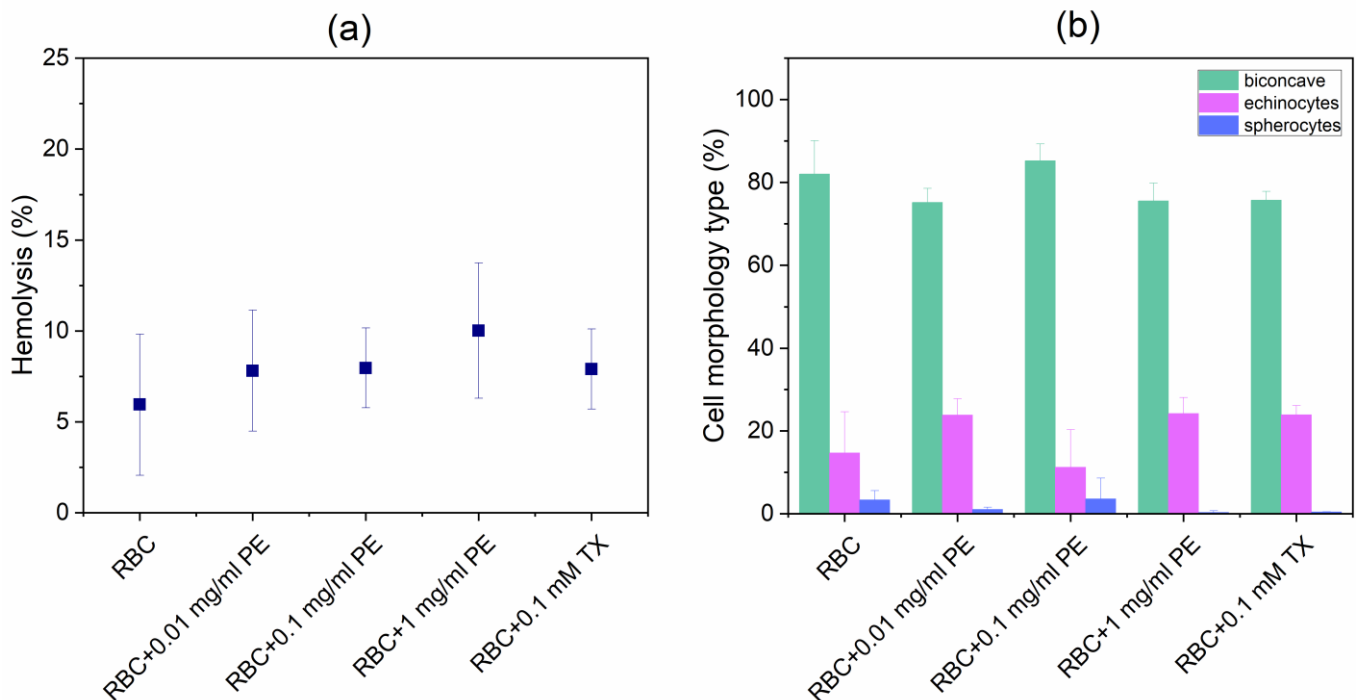 (a)
Hemolysis (%)
25
20
15
10
5
0
RBC
RBC+0.01 mg/ml PE
RBC+0.1 mg/ml PE
RBC+1 mg/ml PE
RBC+0.1 mM TX
(b)
Cell morphology type (%)
100
80
60
40
20
0
biconcave
echinocytes
spherocytes
RBC
RBC+0.01 mg/ml PE
RBC+0.1 mg/ml PE
RBC+1 mg/ml PE
RBC+0.1 mM TX